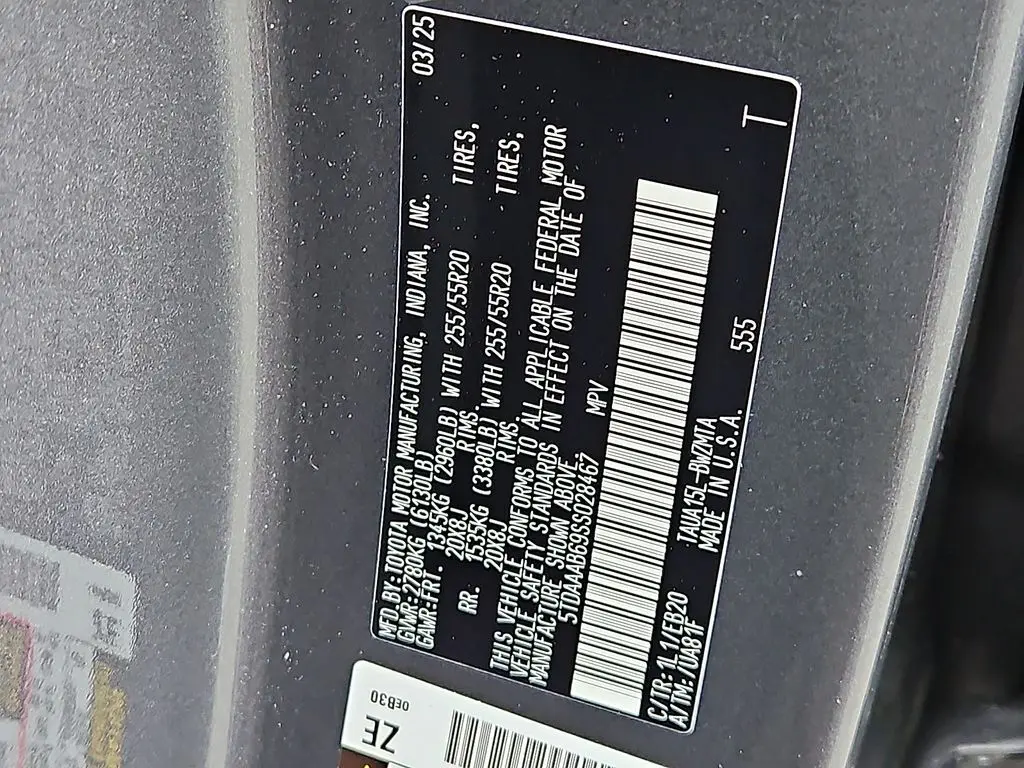 MFD.BY:TOYOTA MOTOR MANUFACTURING, INDIANA, INC. 03/25
GVWR-2780KG (6130LB)
GAWR-FRT. 1345KG (2960LB) WITH 255/55R20 TIRES,
20X8J RIMS.
RR. 1535KG (3380LB) WITH 255/55R20 TIRES,
20X8J RIMS.
THIS VEHICLE CONFORMS TO ALL APPLICABLE FEDERAL MOTOR
VEHICLE SAFETY STANDARDS IN EFFECT ON THE DATE OF
MANUFACTURE SHOWN ABOVE
5TDAAAB69SS028467 MPV
C/TR: 1L1/EB20 TAVA15L-BWZMTA 555 T
A/TM: /UA81F MADE IN U.S.A.
ZE
0EB30